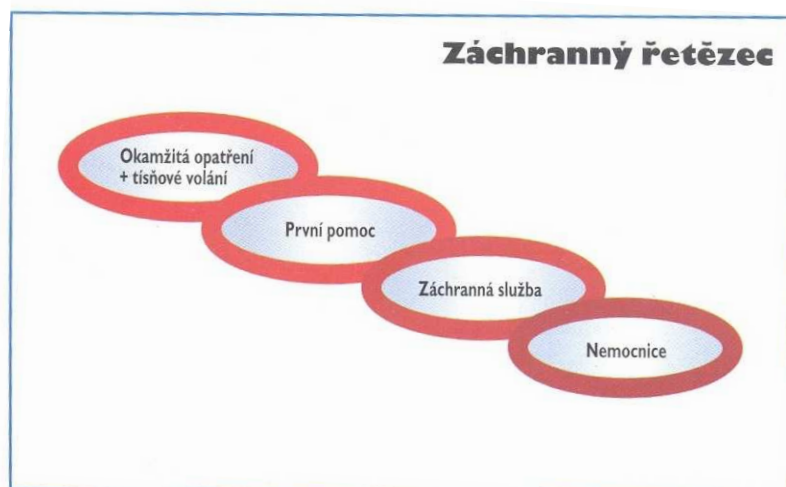 Záchranný řetězec
Okamžitá opatření
+ tísňové volání
První pomoc
Záchranná služba
Nemocnice